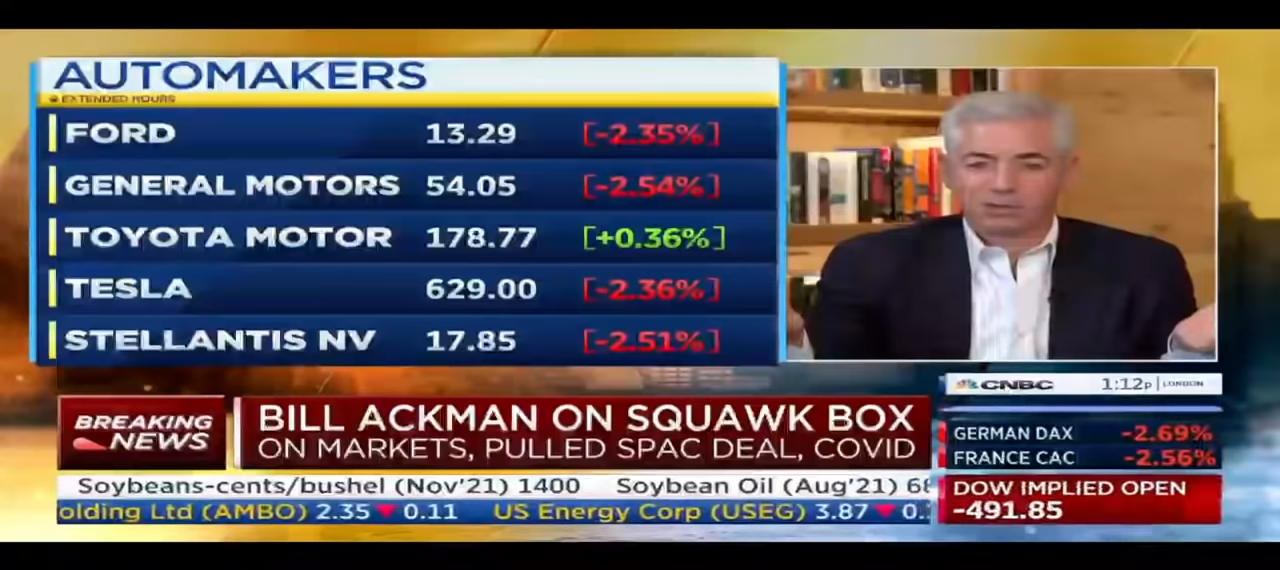 AUTOMAKERS
EXTENDED HOURS
FORD 13.29 [-2.35%]
GENERAL MOTORS 54.05 [-2.54%]
TOYOTA MOTOR 178.77 [+0.36%]
TESLA 629.00 [-2.36%]
STELLANTIS NV 17.85 [-2.51%]
CNBC 1:12P | LONDON
BREAKING NEWS
BILL ACKMAN ON SQUAWK BOX
ON MARKETS, PULLED SPAC DEAL, COVID
GERMAN DAX -2.69%
FRANCE CAC -2.56%
Soybeans-cents/bushel (Nov'21) 1400 Soybean Oil (Aug'21)
olding Ltd (AMBO) 2.35 ▼ 0.11 US Energy Corp (USEG) 3.87 ▼ 0.
DOW IMPLIED OPEN
-491.85